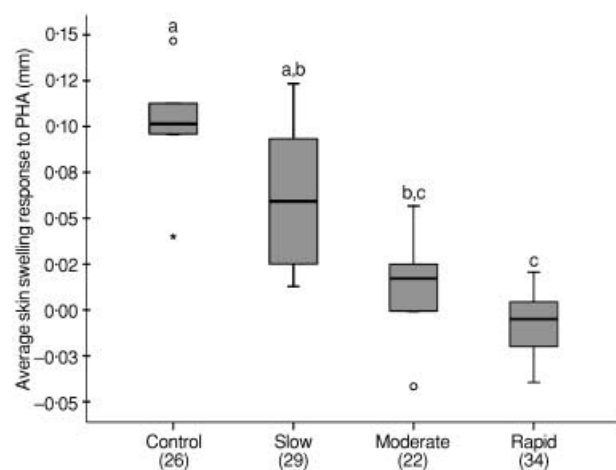 Average skin swelling response to PHA (mm)
0·15
0·12
0·10
0·08
0·05
0·02
0·00
−0·03
−0·05
a
a,b
b,c
c
Control
(26)
Slow
(29)
Moderate
(22)
Rapid
(34)